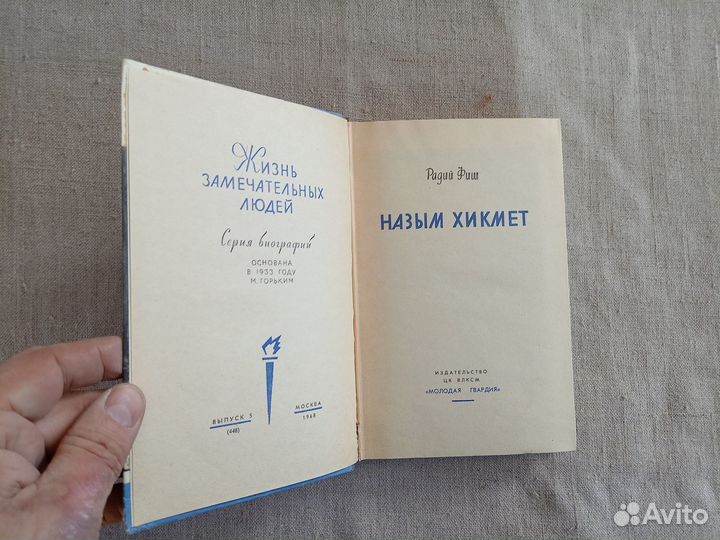 Жизнь
ЗАМЕЧАТЕЛЬНЫХ
ЛЮДЕЙ
Серия биографий
ОСНОВАНА
В 1933 ГОДУ
М. ГОРЬКИМ
ВЫПУСК 5
(448)
МОСКВА
1968
Радий Фиш
НАЗЫМ ХИКМЕТ
ИЗДАТЕЛЬСТВО
ЦК ВЛКСМ
«МОЛОДАЯ ГВАРДИЯ»
Avito